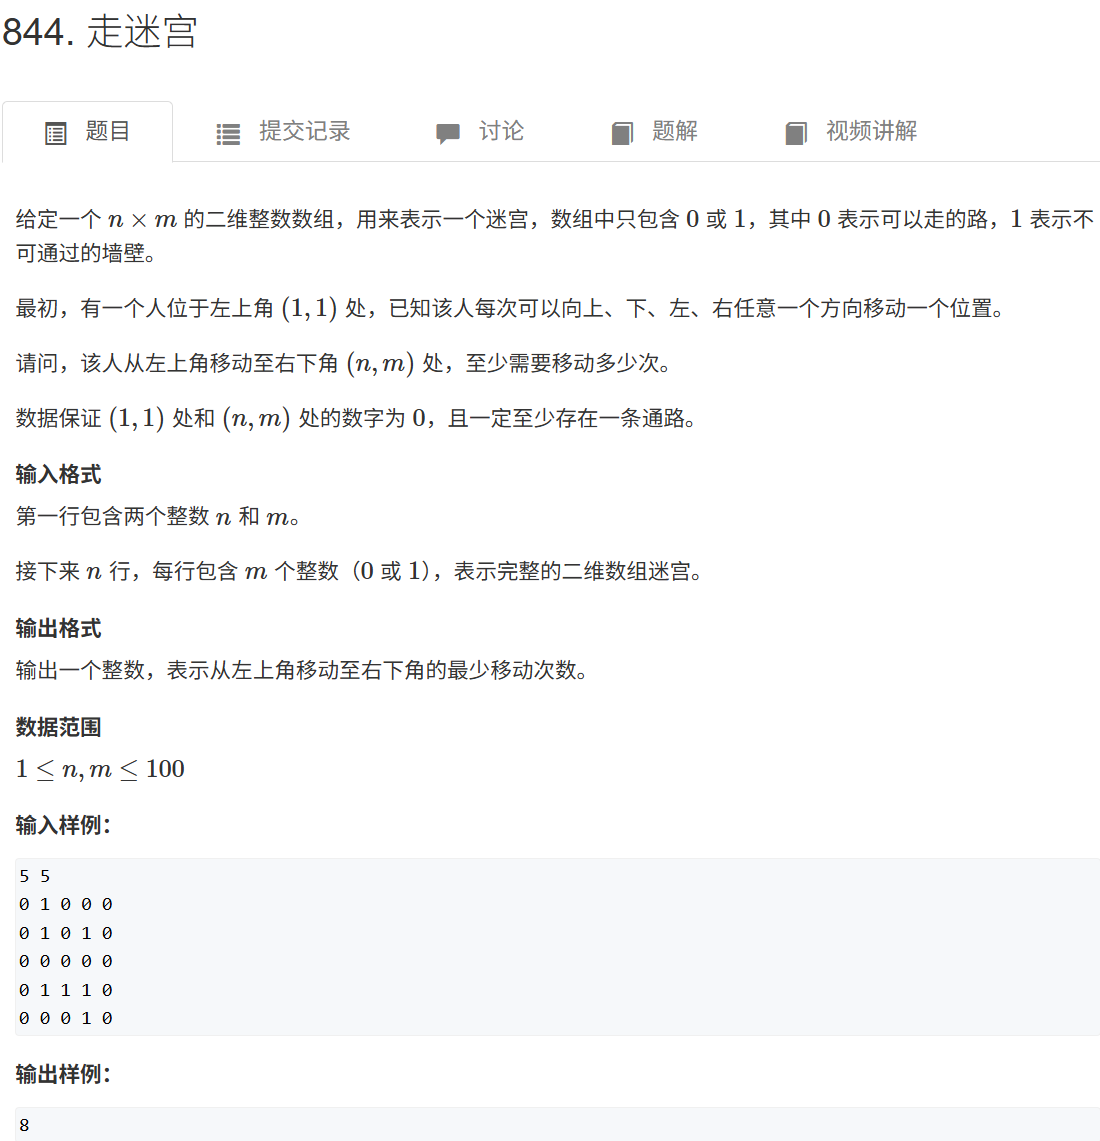 844. 走迷宫
题目 提交记录 讨论 题解 视频讲解
给定一个 n × m 的二维整数数组，用来表示一个迷宫，数组中只包含 0 或 1，其中 0 表示可以走的路，1 表示不
可通过的墙壁。
最初，有一个人位于左上角 (1, 1) 处，已知该人每次可以向上、下、左、右任意一个方向移动一个位置。
请问，该人从左上角移动至右下角 (n, m) 处，至少需要移动多少次。
数据保证 (1, 1) 处和 (n, m) 处的数字为 0，且一定至少存在一条通路。
输入格式
第一行包含两个整数 n 和 m。
接下来 n 行，每行包含 m 个整数（0 或 1），表示完整的二维数组迷宫。
输出格式
输出一个整数，表示从左上角移动至右下角的最少移动次数。
数据范围
1 ≤ n, m ≤ 100
输入样例：
5 5
0 1 0 0 0
0 1 0 1 0
0 0 0 0 0
0 1 1 1 0
0 0 0 1 0
输出样例：
8